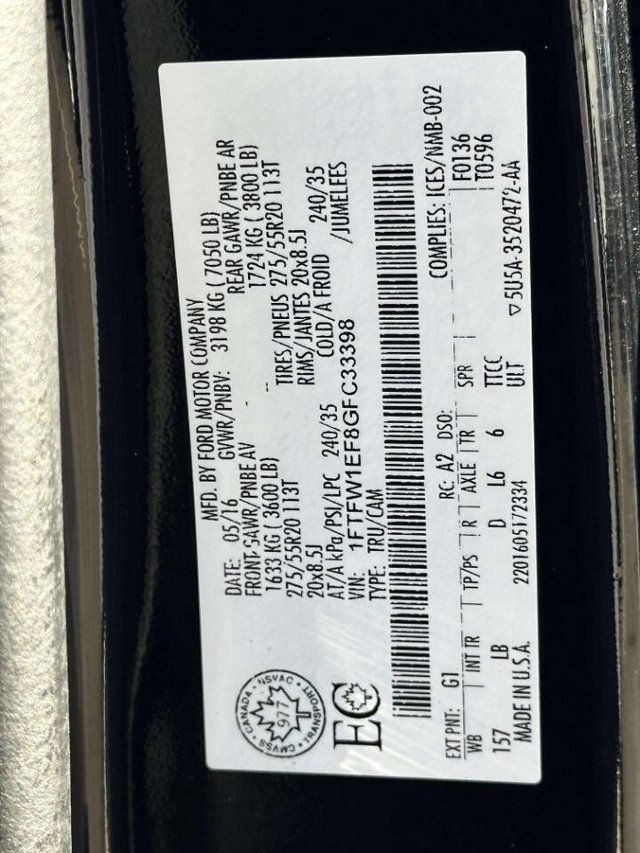 MFD. BY FORD MOTOR COMPANY
DATE: 05/16 GVWR/PNBV: 3198 KG ( 7050 LB)
FRONT GAWR/PNBE AV REAR GAWR/PNBE AR
1633 KG ( 3600 LB) 1724 KG ( 3800 LB)
275/55R20 113T TIRES/PNEUS 275/55R20 113T
20x8.5J RIMS/JANTES 20x8.5J
AT/A kPa/PSI/LPC 240/35 COLD/A FROID 240/35
VIN: 1FTFW1EF8GFC33398 /JUMELEES
TYPE: TRU/CAM
CANADA · NSVAC · TRANSPORT · CMVSS
977
EC
COMPLIES: ICES/NMB-002
EXT PNT: G1 RC: A2 DSO: F0136
T0596
WB INT TR TP/PS R AXLE TR SPR
157 LB D L6 6 TTCC
ULT
MADE IN U.S.A. 2201605172334 ▽5U5A-3520472-AA